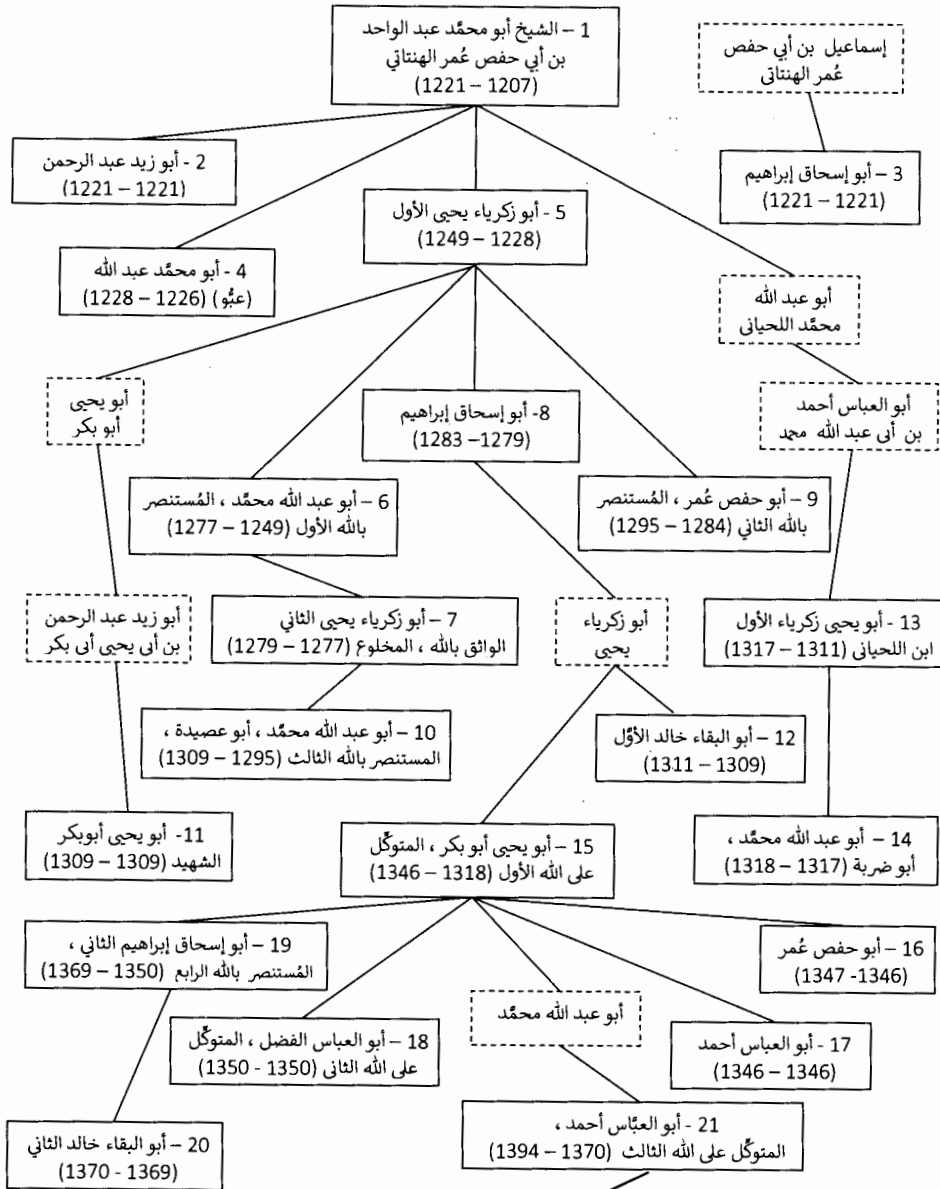 1 – الشيخ أبو محمَّد عبد الواحد
بن أبي حفص عُمر الهنتاتي
(1207 – 1221)
إسماعيل بن أبي حفص
عُمر الهنتاتى
2 - أبو زيد عبد الرحمن
(1221 – 1221)
3 – أبو إسحاق إبراهيم
(1221 – 1221)
5 - أبو زكرياء يحيى الأول
(1228 – 1249)
4 - أبو محمَّد عبد الله
(عبُّو) (1226 – 1228)
أبو عبد الله
محمَّد اللحيانى
أبو يحيى
أبو بكر
8- أبو إسحاق إبراهيم
(1279– 1283)
أبو العباس أحمد
بن أبى عبد الله محمد
6 – أبو عبد الله محمَّد ، المُستنصر
بالله الأول (1249 – 1277)
9 - أبو حفص عُمر ، المُستنصر
بالله الثاني (1284 – 1295)
أبو زيد عبد الرحمن
بن أبى يحيى أبى بكر
7 – أبو زكرياء يحيى الثاني
الواثق بالله ، المخلوع (1277 – 1279)
أبو زكرياء
يحيى
13 - أبو يحيى زكرياء الأول
ابن اللحيانى (1311 – 1317)
10 – أبو عبد الله محمَّد ، أبو عصيدة ،
المستنصر بالله الثالث (1295 – 1309)
12 – أبو البقاء خالد الأوَّل
(1309 – 1311)
11- أبو يحيى أبوبكر
الشهيد (1309 – 1309)
15 – أبو يحيى أبو بكر ، المتوكِّل
على الله الأول (1318 – 1346)
14 – أبو عبد الله محمَّد ،
أبو ضربة (1317 – 1318)
19 – أبو إسحاق إبراهيم الثاني ،
المُستنصر بالله الرابع (1350 – 1369)
16 – أبو حفص عُمر
(1346- 1347)
18 – أبو العباس الفضل ، المتوكِّل
على الله الثانى (1350 - 1350)
أبو عبد الله محمَّد
17 - أبو العباس أحمد
(1346 – 1346)
20 – أبو البقاء خالد الثاني
(1369 - 1370)
21 - أبو العبَّاس أحمد ،
المتوكِّل على الله الثالث (1370 – 1394)